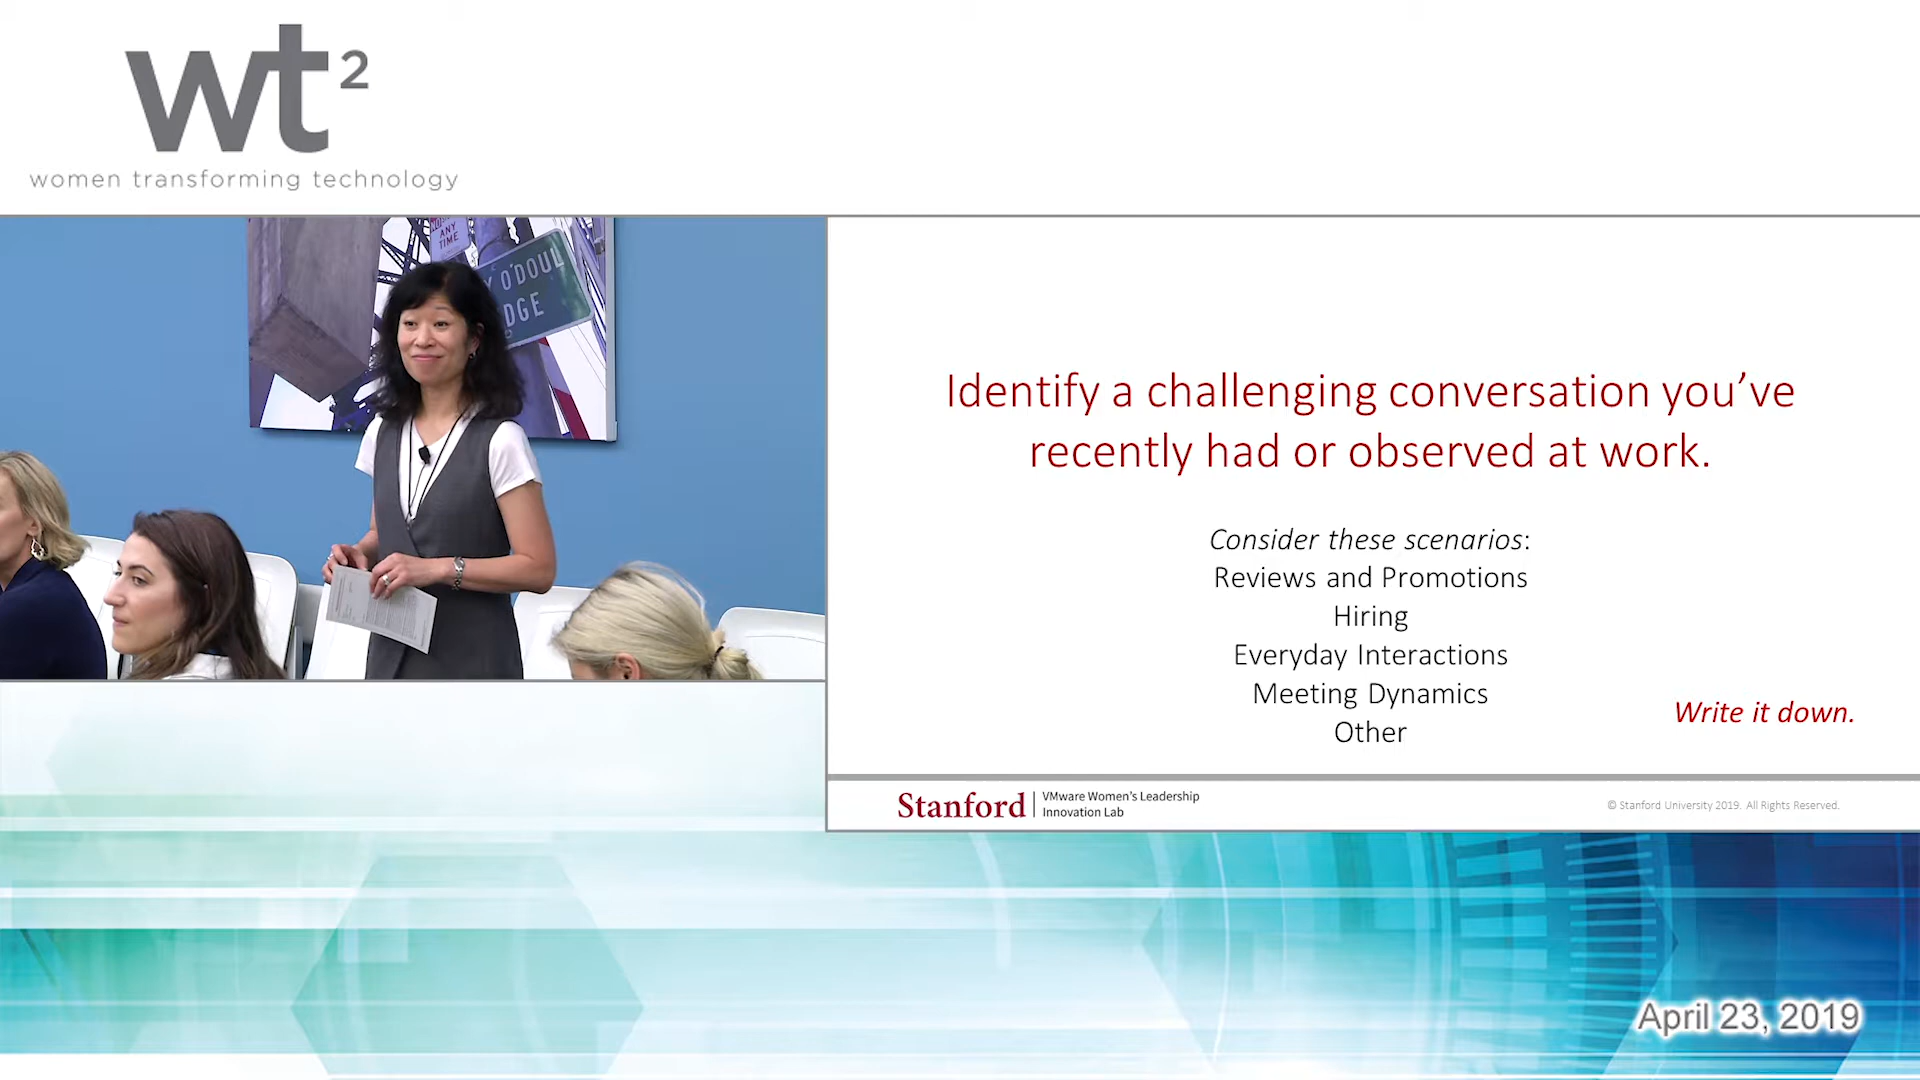 wt2
women transforming technology
ANY
TIME
Y O'DOUL
DGE
Identify a challenging conversation you've
recently had or observed at work.
Consider these scenarios:
Reviews and Promotions
Hiring
Everyday Interactions
Meeting Dynamics
Other
Write it down.
Stanford
VMware Women's Leadership
Innovation Lab
© Stanford University 2019. All Rights Reserved.
April 23, 2019